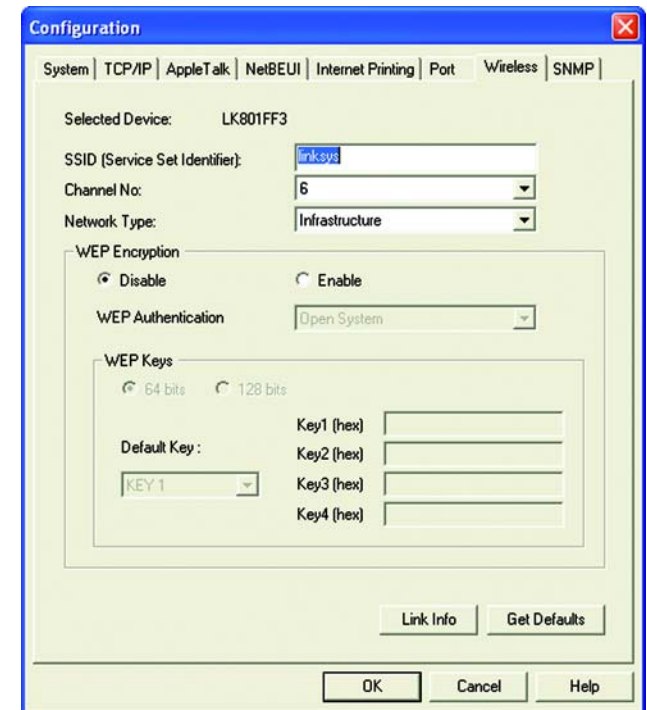 Configuration
System TCP/IP AppleTalk NetBEUI Internet Printing Port Wireless SNMP
Selected Device: LK801FF3
SSID (Service Set Identifier): linksys
Channel No: 6
Network Type: Infrastructure
WEP Encryption
Disable Enable
WEP Authentication Open System
WEP Keys
64 bits 128 bits
Key1 (hex)
Default Key :
Key2 (hex)
KEY 1 Key3 (hex)
Key4 (hex)
Link Info Get Defaults
OK Cancel Help